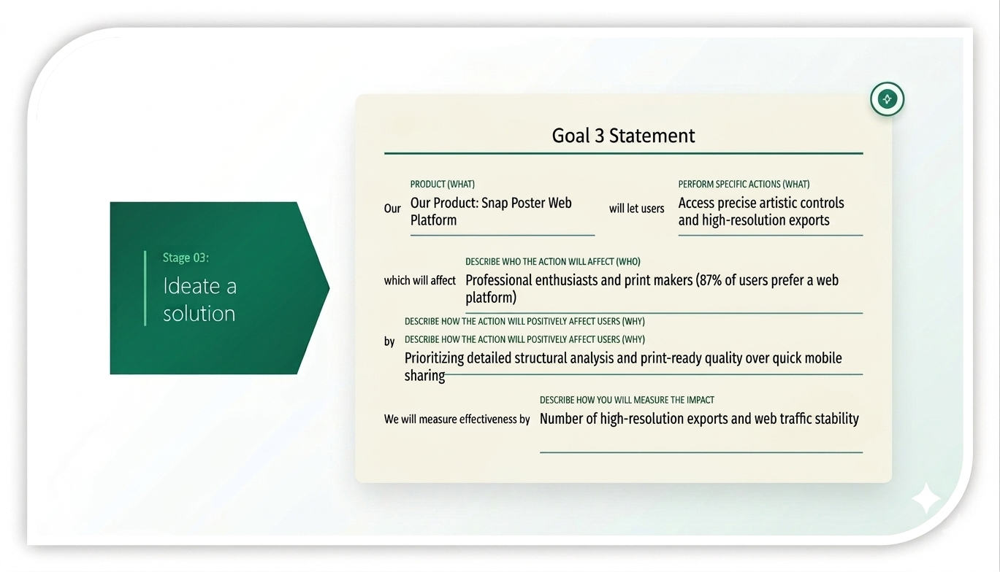 Goal 3 Statement
PRODUCT (WHAT)
PERFORM SPECIFIC ACTIONS (WHAT)
Our
Our Product: Snap Poster Web
Platform
will let users
Access precise artistic controls
and high-resolution exports
DESCRIBE WHO THE ACTION WILL AFFECT (WHO)
which will affect
Professional enthusiasts and print makers (87% of users prefer a web
platform)
DESCRIBE HOW THE ACTION WILL POSITIVELY AFFECT USERS (WHY)
by
DESCRIBE HOW THE ACTION WILL POSITIVELY AFFECT USERS (WHY)
Prioritizing detailed structural analysis and print-ready quality over quick mobile
sharing
DESCRIBE HOW YOU WILL MEASURE THE IMPACT
We will measure effectiveness by
Number of high-resolution exports and web traffic stability
Stage 03:
Ideate a
solution